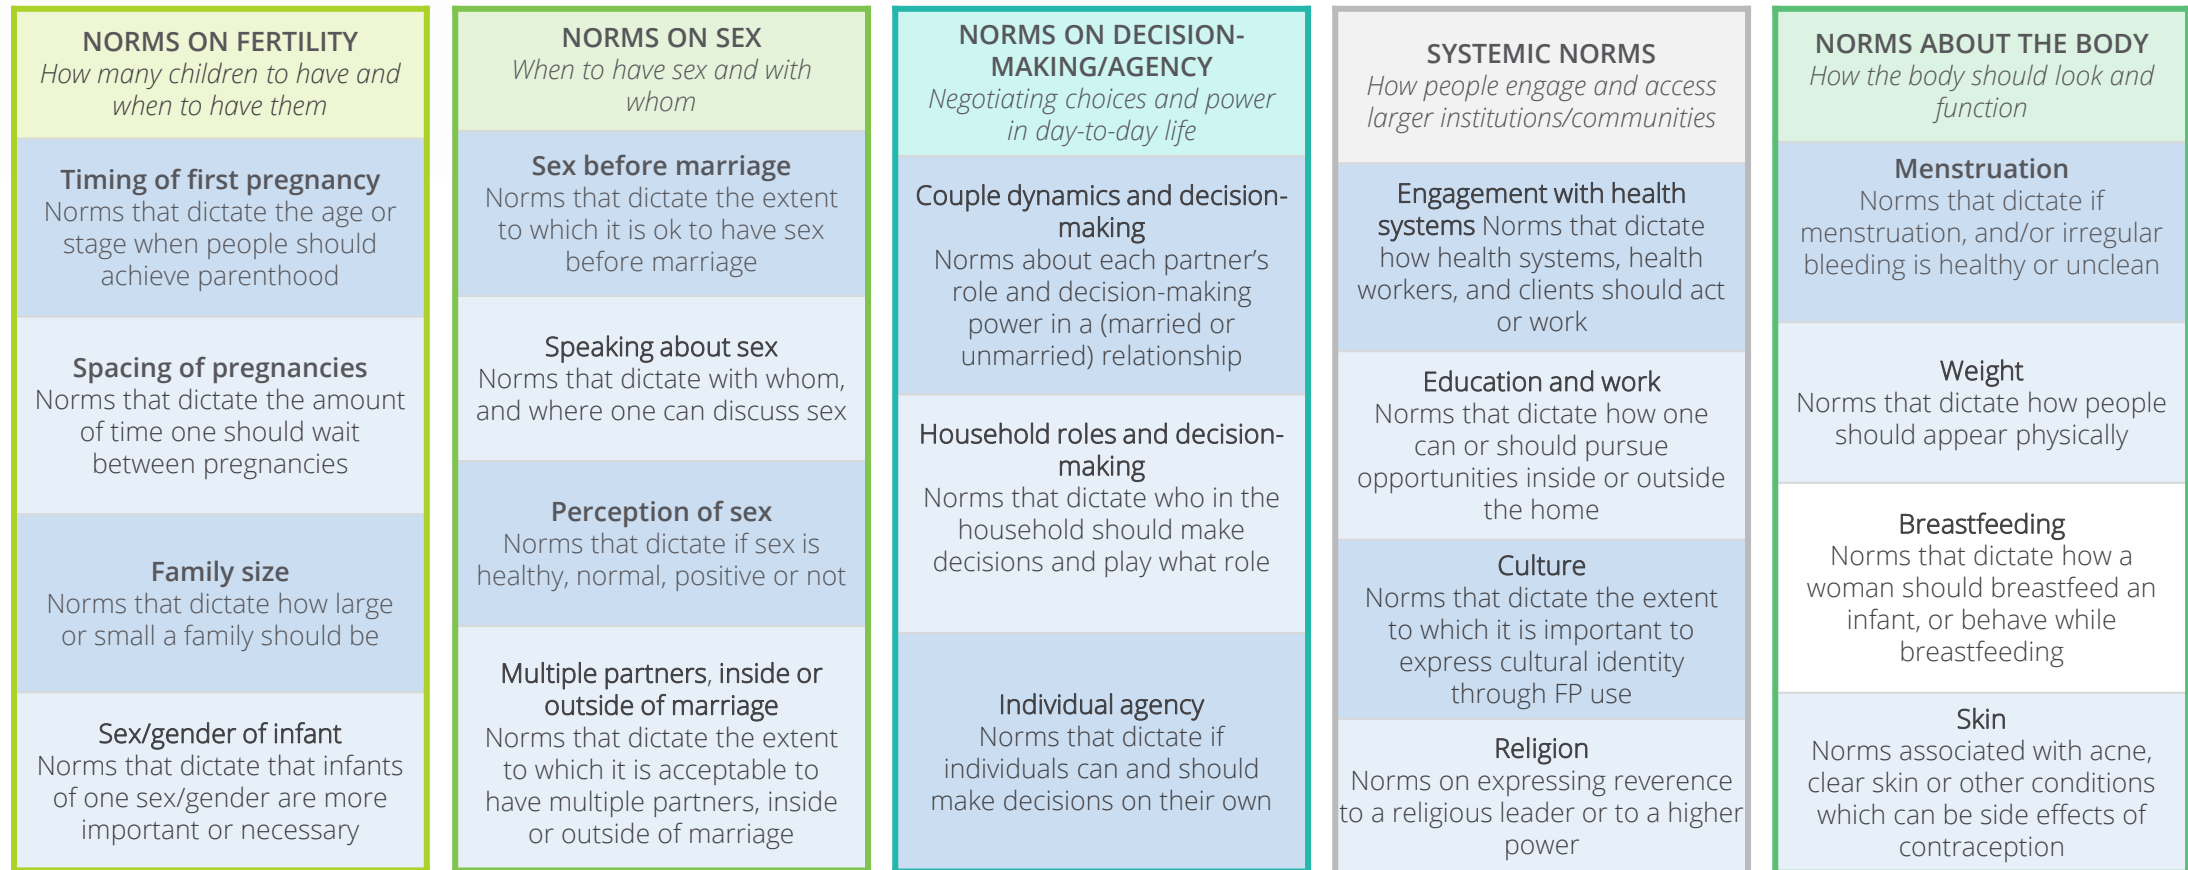 NORMS ON FERTILITY
How many children to have and
when to have them
Timing of first pregnancy
Norms that dictate the age or
stage when people should
achieve parenthood
Spacing of pregnancies
Norms that dictate the amount
of time one should wait
between pregnancies
Family size
Norms that dictate how large
or small a family should be
Sex/gender of infant
Norms that dictate that infants
of one sex/gender are more
important or necessary
NORMS ON SEX
When to have sex and with
whom
Sex before marriage
Norms that dictate the extent
to which it is ok to have sex
before marriage
Speaking about sex
Norms that dictate with whom,
and where one can discuss sex
Perception of sex
Norms that dictate if sex is
healthy, normal, positive or not
Multiple partners, inside or
outside of marriage
Norms that dictate the extent
to which it is acceptable to
have multiple partners, inside
or outside of marriage
NORMS ON DECISION-
MAKING/AGENCY
Negotiating choices and power
in day-to-day life
Couple dynamics and decision-
making
Norms about each partner’s
role and decision-making
power in a (married or
unmarried) relationship
Household roles and decision-
making
Norms that dictate who in the
household should make
decisions and play what role
Individual agency
Norms that dictate if
individuals can and should
make decisions on their own
SYSTEMIC NORMS
How people engage and access
larger institutions/communities
Engagement with health
systems Norms that dictate
how health systems, health
workers, and clients should act
or work
Education and work
Norms that dictate how one
can or should pursue
opportunities inside or outside
the home
Culture
Norms that dictate the extent
to which it is important to
express cultural identity
through FP use
Religion
Norms on expressing reverence
to a religious leader or to a higher
power
NORMS ABOUT THE BODY
How the body should look and
function
Menstruation
Norms that dictate if
menstruation, and/or irregular
bleeding is healthy or unclean
Weight
Norms that dictate how people
should appear physically
Breastfeeding
Norms that dictate how a
woman should breastfeed an
infant, or behave while
breastfeeding
Skin
Norms associated with acne,
clear skin or other conditions
which can be side effects of
contraception